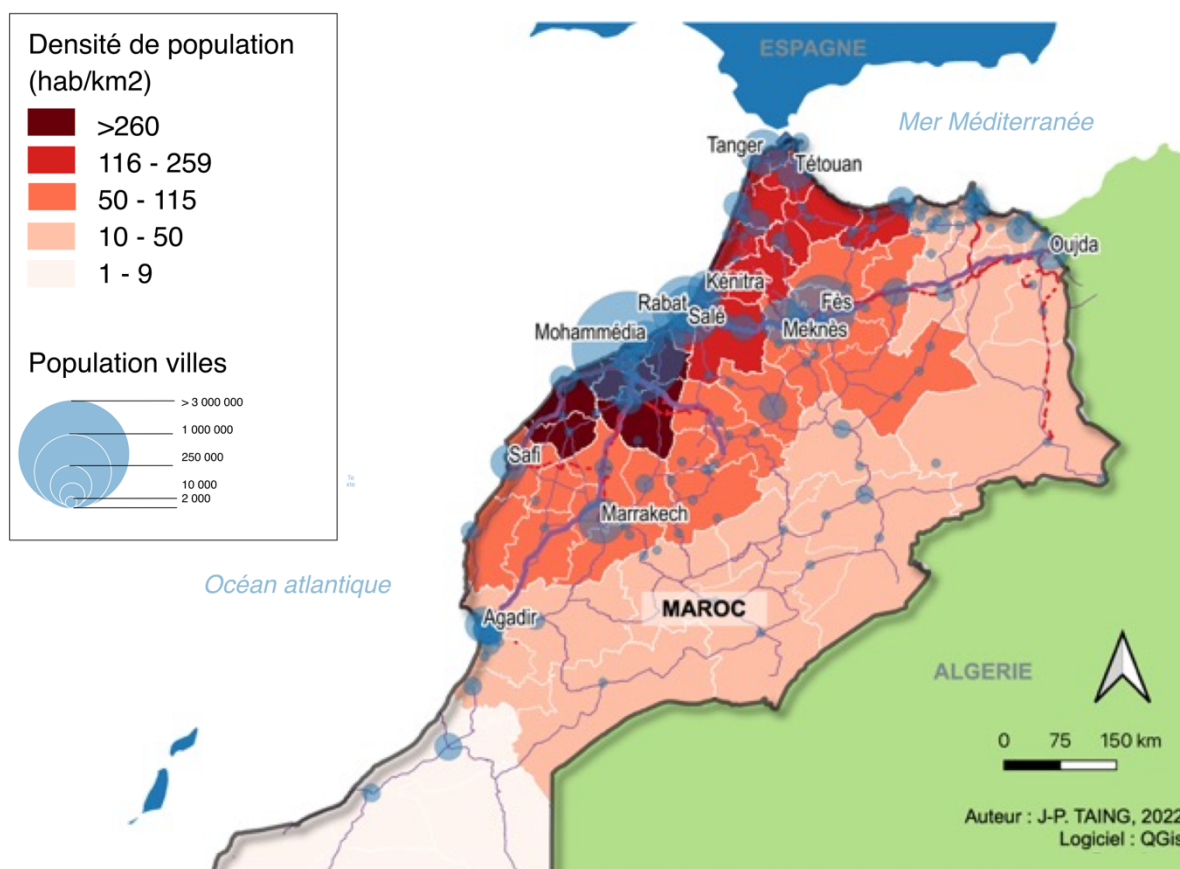 Densité de population
(hab/km2)
>260
116 - 259
50 - 115
10 - 50
1 - 9
Population villes
> 3 000 000
1 000 000
250 000
10 000
2 000
Te
xte
ESPAGNE
Mer Méditerranée
Tanger
Tétouan
Oujda
Kénitra
Rabat
Salé
Fès
Mohammédia
Meknès
Safi
Marrakech
Océan atlantique
Agadir
MAROC
ALGERIE
0 75 150 km
Auteur : J-P. TAING, 2022
Logiciel : QGis